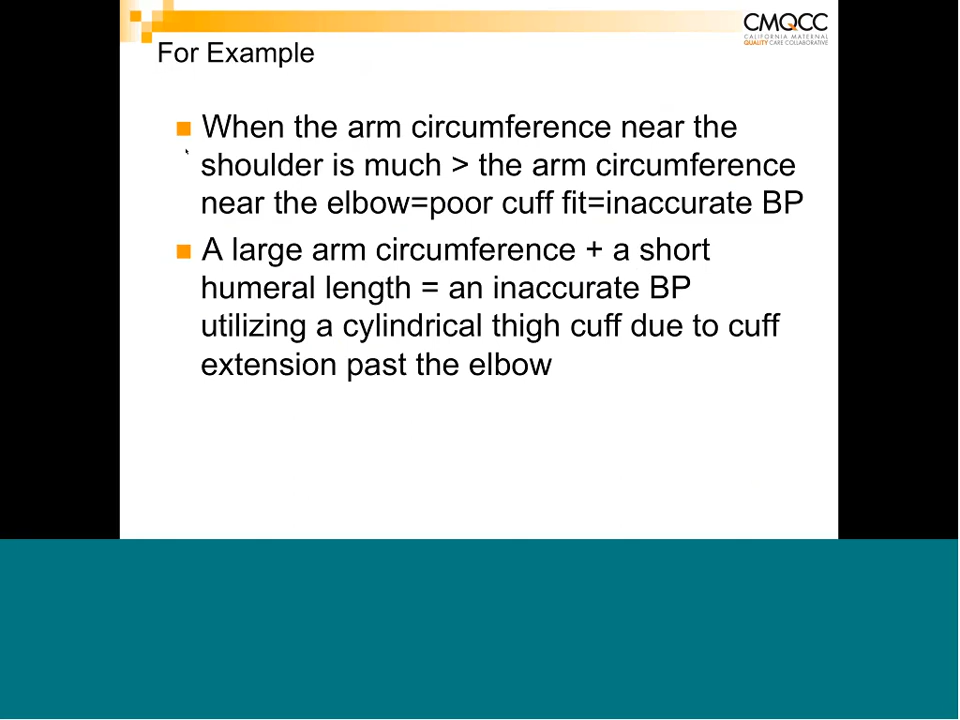 CMQCC
CALIFORNIA MATERNAL
QUALITY CARE COLLABORATIVE
For Example
When the arm circumference near the
shoulder is much > the arm circumference
near the elbow=poor cuff fit=inaccurate BP
A large arm circumference + a short
humeral length = an inaccurate BP
utilizing a cylindrical thigh cuff due to cuff
extension past the elbow